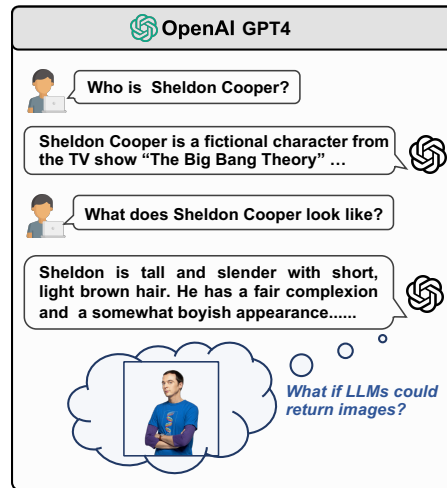 OpenAI GPT4
Who is Sheldon Cooper?
Sheldon Cooper is a fictional character from
the TV show “The Big Bang Theory” ...
What does Sheldon Cooper look like?
Sheldon is tall and slender with short,
light brown hair. He has a fair complexion
and a somewhat boyish appearance......
What if LLMs could
return images?